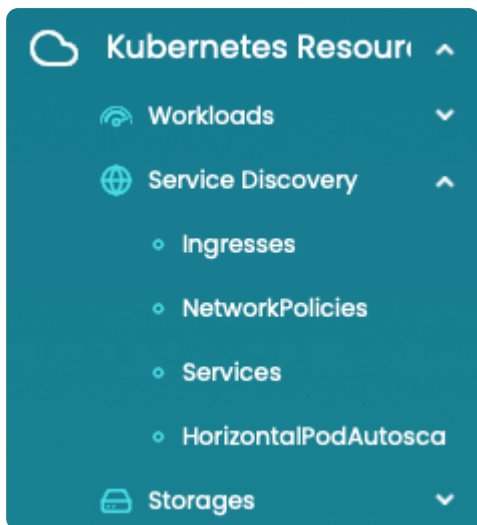 Kubernetes Resour
Workloads
Service Discovery
Ingresses
NetworkPolicies
Services
HorizontalPodAutosca
Storages